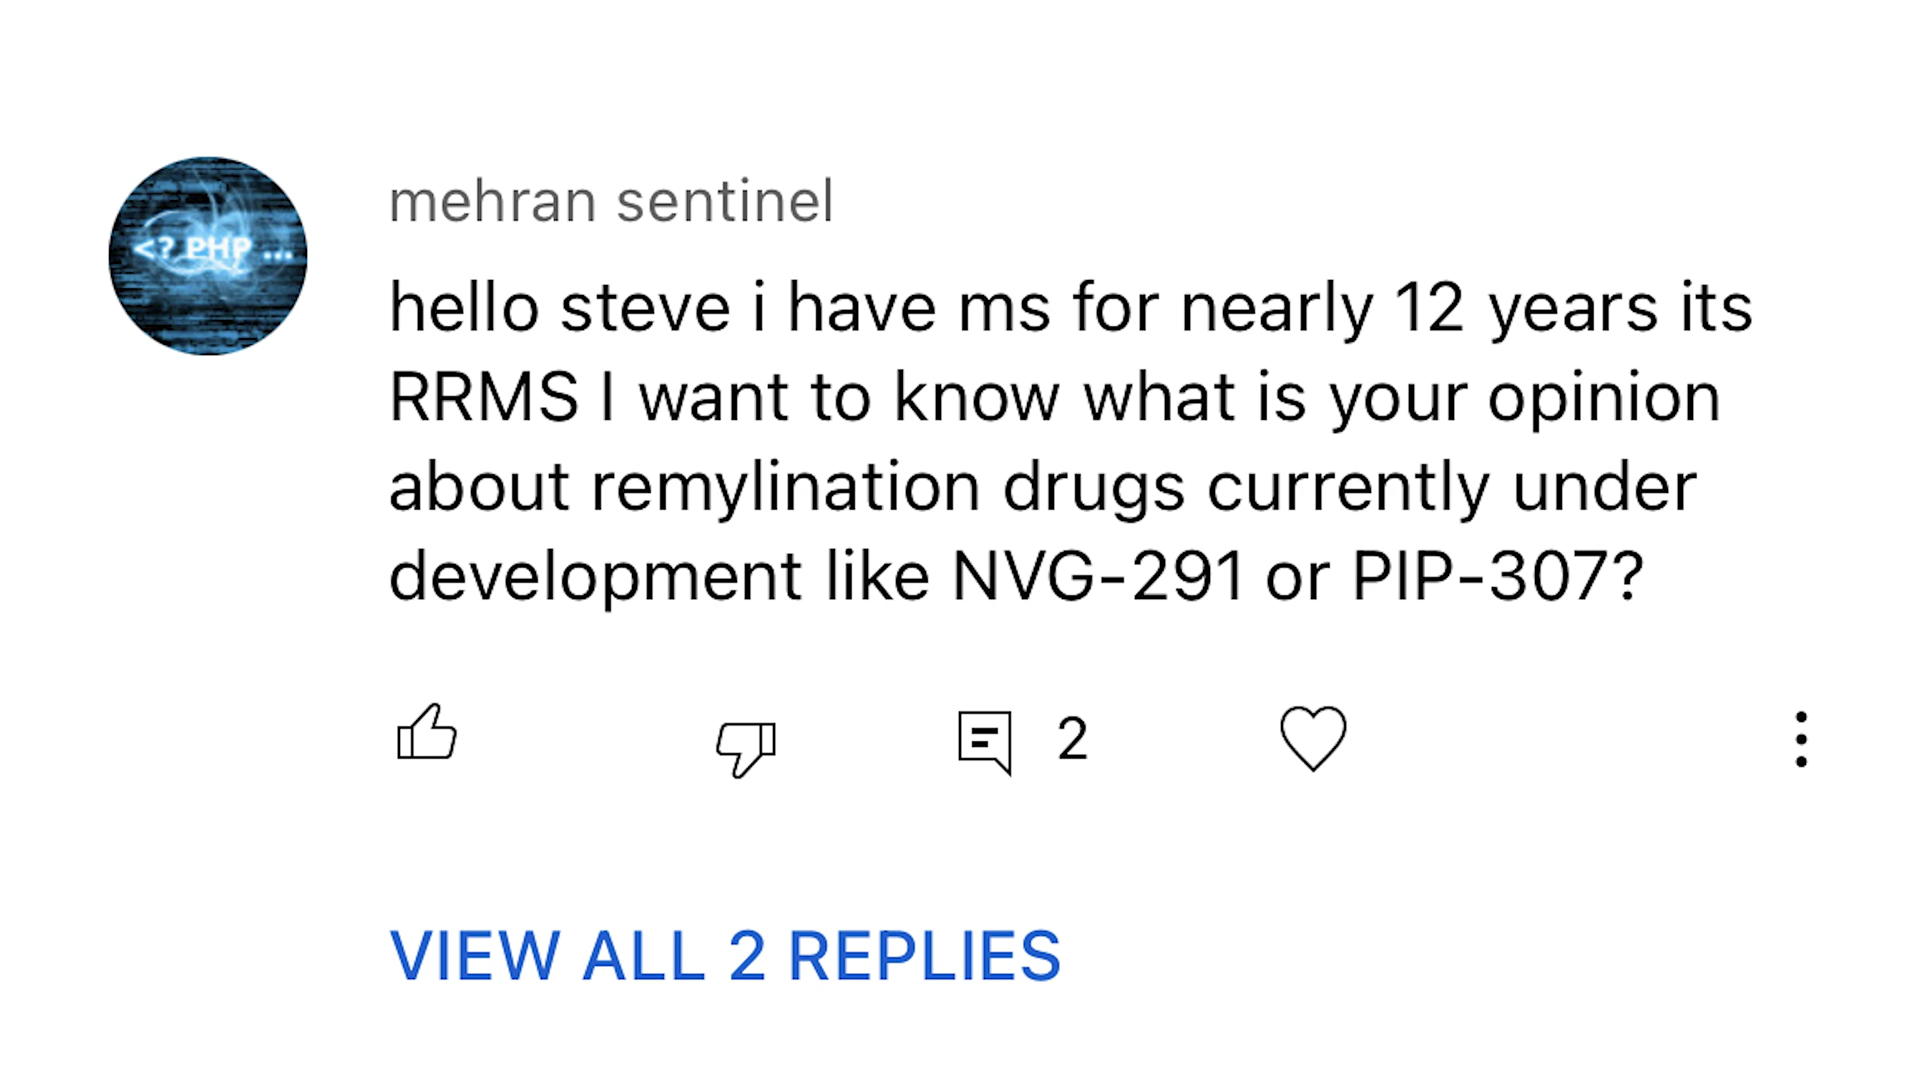 <? PHP ...
mehran sentinel
hello steve i have ms for nearly 12 years its
RRMS I want to know what is your opinion
about remylination drugs currently under
development like NVG-291 or PIP-307?
2
VIEW ALL 2 REPLIES